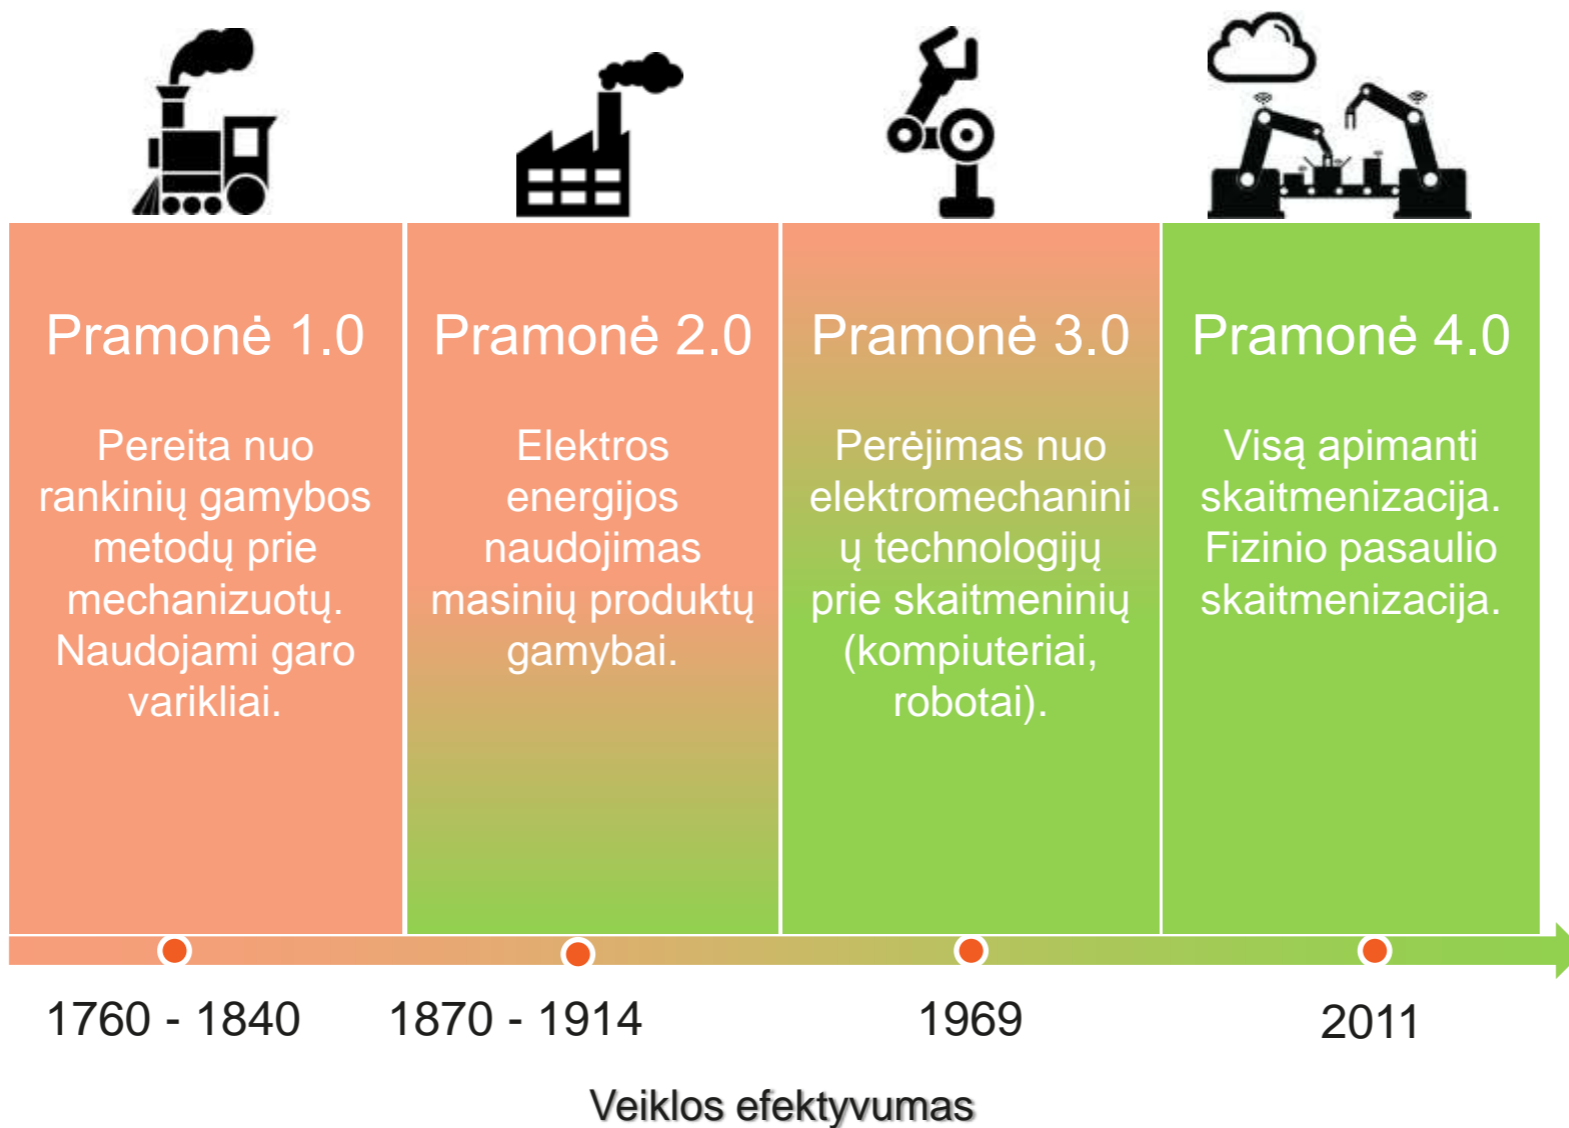 Pramonė 1.0
Pereita nuo
rankinių gamybos
metodų prie
mechanizuotų.
Naudojami garo
varikliai.
Pramonė 2.0
Elektros
energijos
naudojimas
masinių produktų
gamybai.
Pramonė 3.0
Perėjimas nuo
elektromechanini
ų technologijų
prie skaitmeninių
(kompiuteriai,
robotai).
Pramonė 4.0
Visą apimanti
skaitmenizacija.
Fizinio pasaulio
skaitmenizacija.
1760 - 1840
1870 - 1914
1969
2011
Veiklos efektyvumas